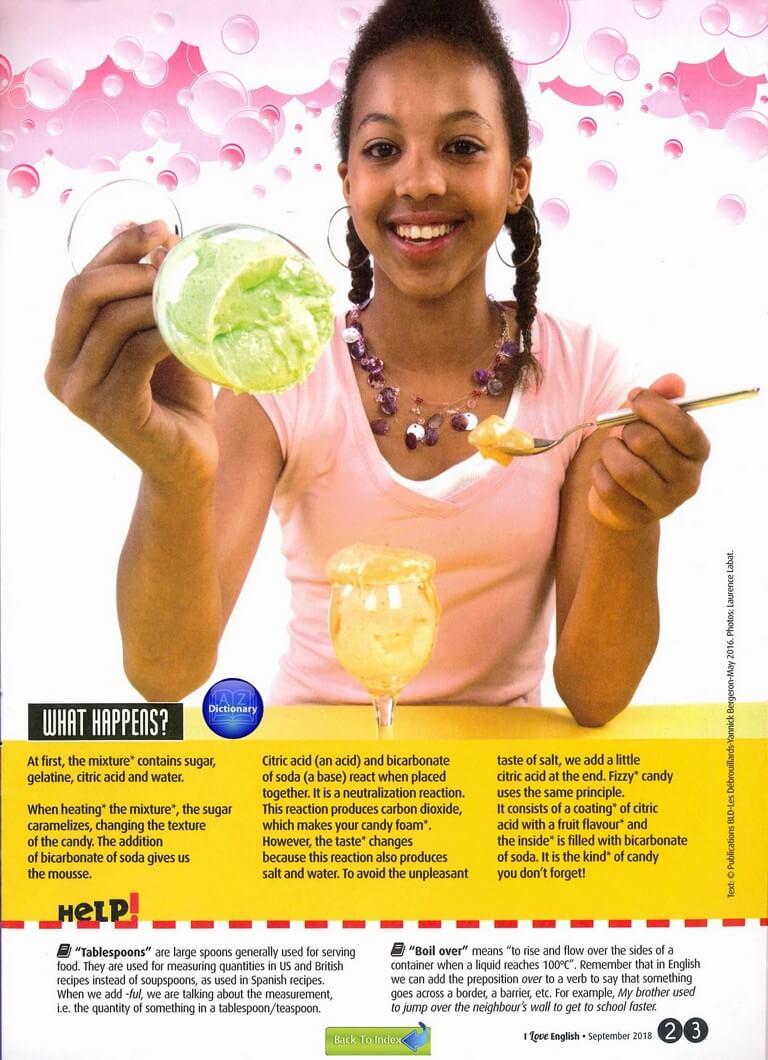 WHAT HAPPENS?
A-Z
Dictionary
At first, the mixture* contains sugar,
gelatine, citric acid and water.
When heating* the mixture*, the sugar
caramelizes, changing the texture
of the candy. The addition
of bicarbonate of soda gives us
the mousse.
Citric acid (an acid) and bicarbonate
of soda (a base) react when placed
together. It is a neutralization reaction.
This reaction produces carbon dioxide,
which makes your candy foam*.
However, the taste* changes
because this reaction also produces
salt and water. To avoid the unpleasant
taste of salt, we add a little
citric acid at the end. Fizzy* candy
uses the same principle.
It consists of a coating* of citric
acid with a fruit flavour* and
the inside* is filled with bicarbonate
of soda. It is the kind* of candy
you don't forget!
Text: © Publications BLD-Les Débrouillards-Yannick Bergeron-May 2016. Photos: Laurence Labat.
HELP!
"Tablespoons" are large spoons generally used for serving
food. They are used for measuring quantities in US and British
recipes instead of soupspoons, as used in Spanish recipes.
When we add -ful, we are talking about the measurement,
i.e. the quantity of something in a tablespoon/teaspoon.
"Boil over" means "to rise and flow over the sides of a
container when a liquid reaches 100ºC". Remember that in English
we can add the preposition over to a verb to say that something
goes across a border, a barrier, etc. For example, My brother used
to jump over the neighbour's wall to get to school faster.
Back To Index
I Love English • September 2018 23